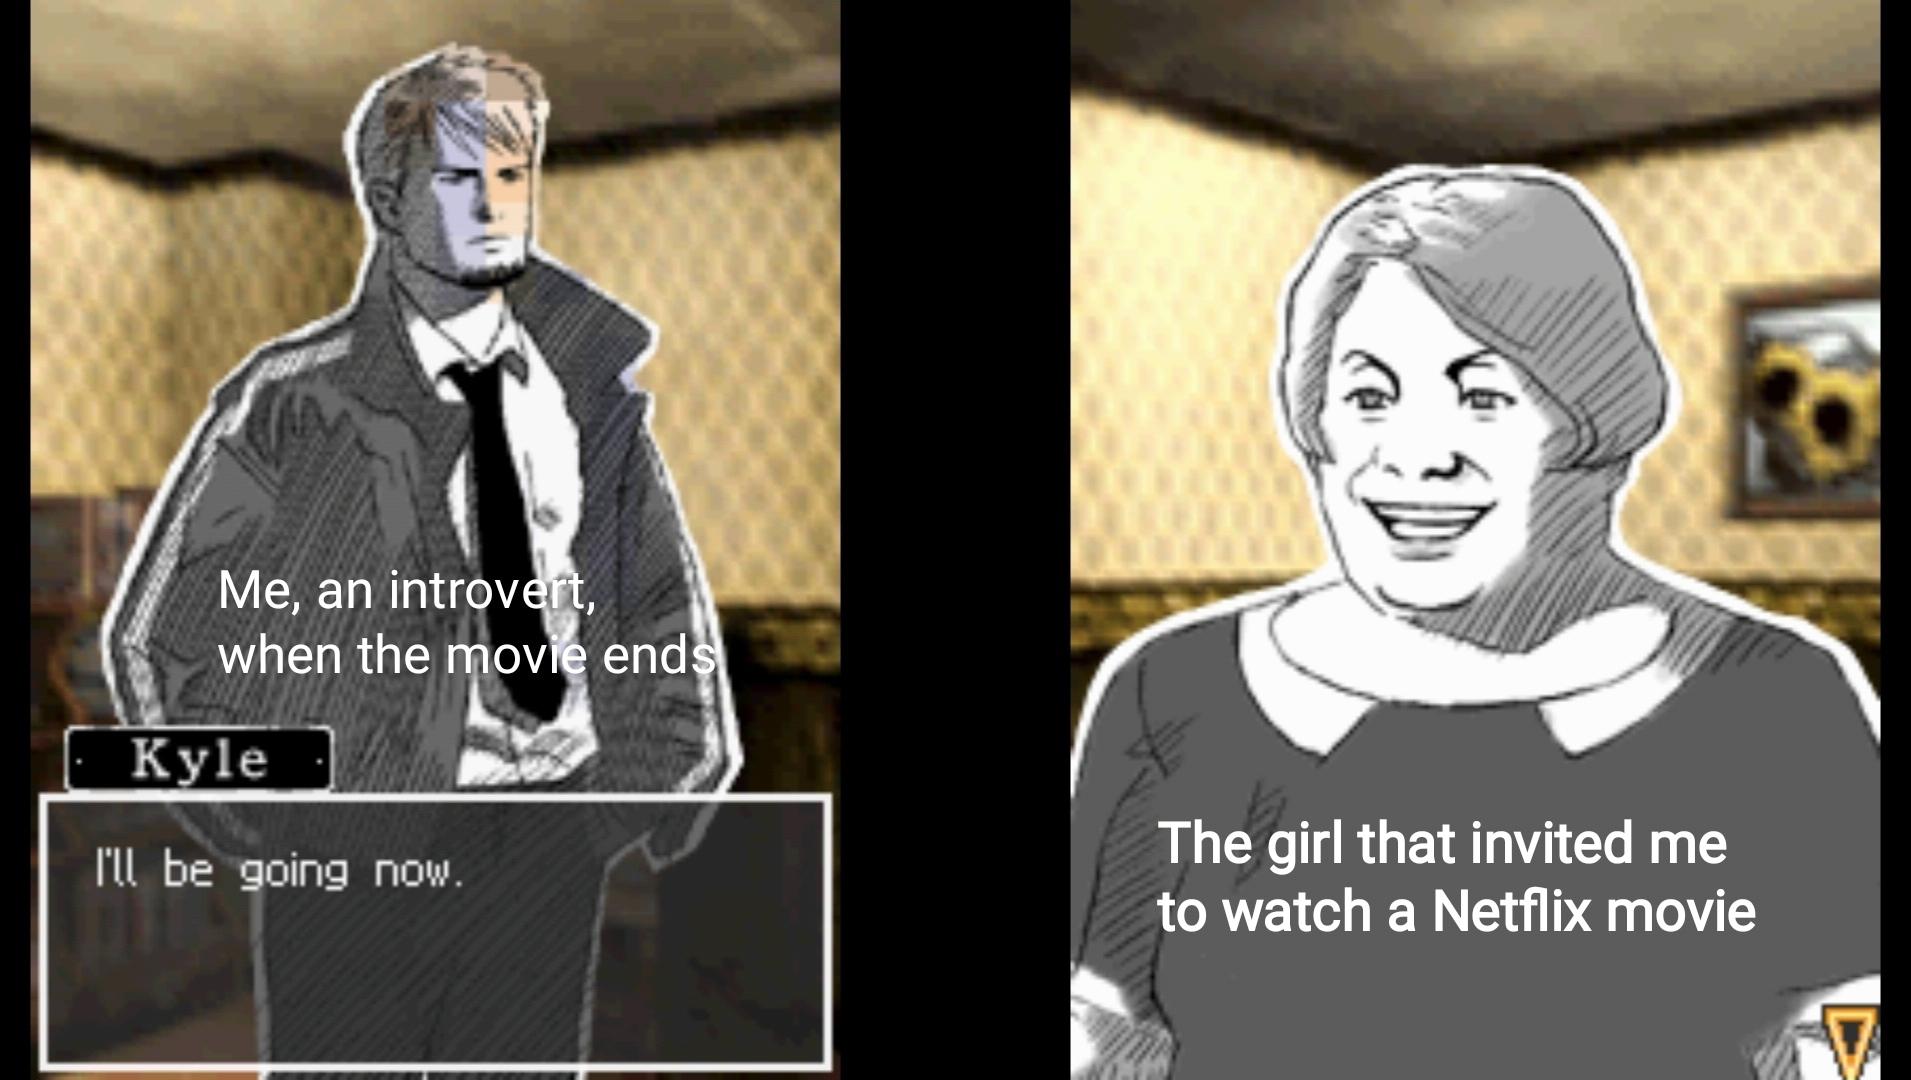 Me, an introvert,
when the movie ends
Kyle
I'll be going now.
The girl that invited me
to watch a Netflix movie